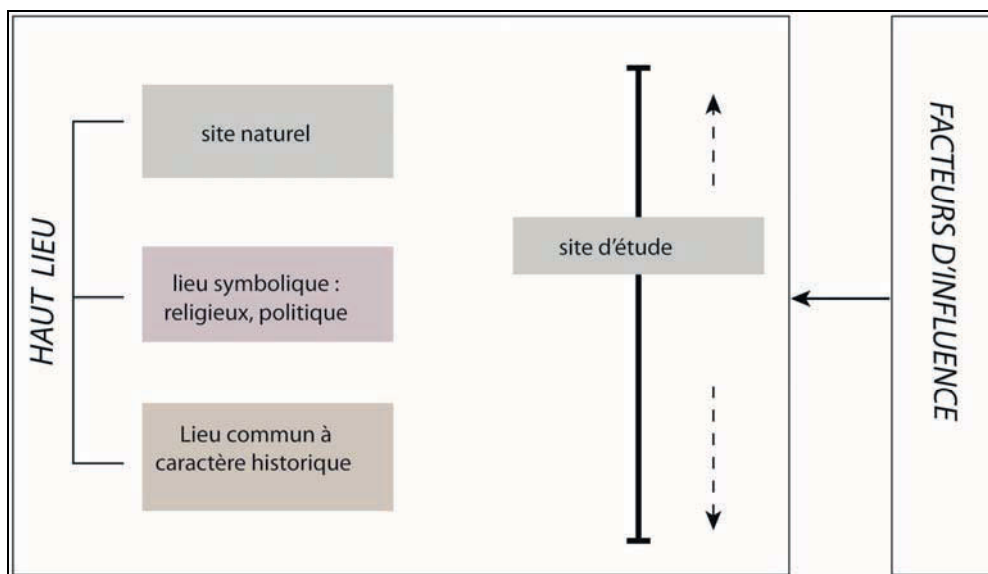 HAUT LIEU
site naturel
lieu symbolique :
religieux, politique
Lieu commun à
caractère historique
site d'étude
FACTEURS D'INFLUENCE